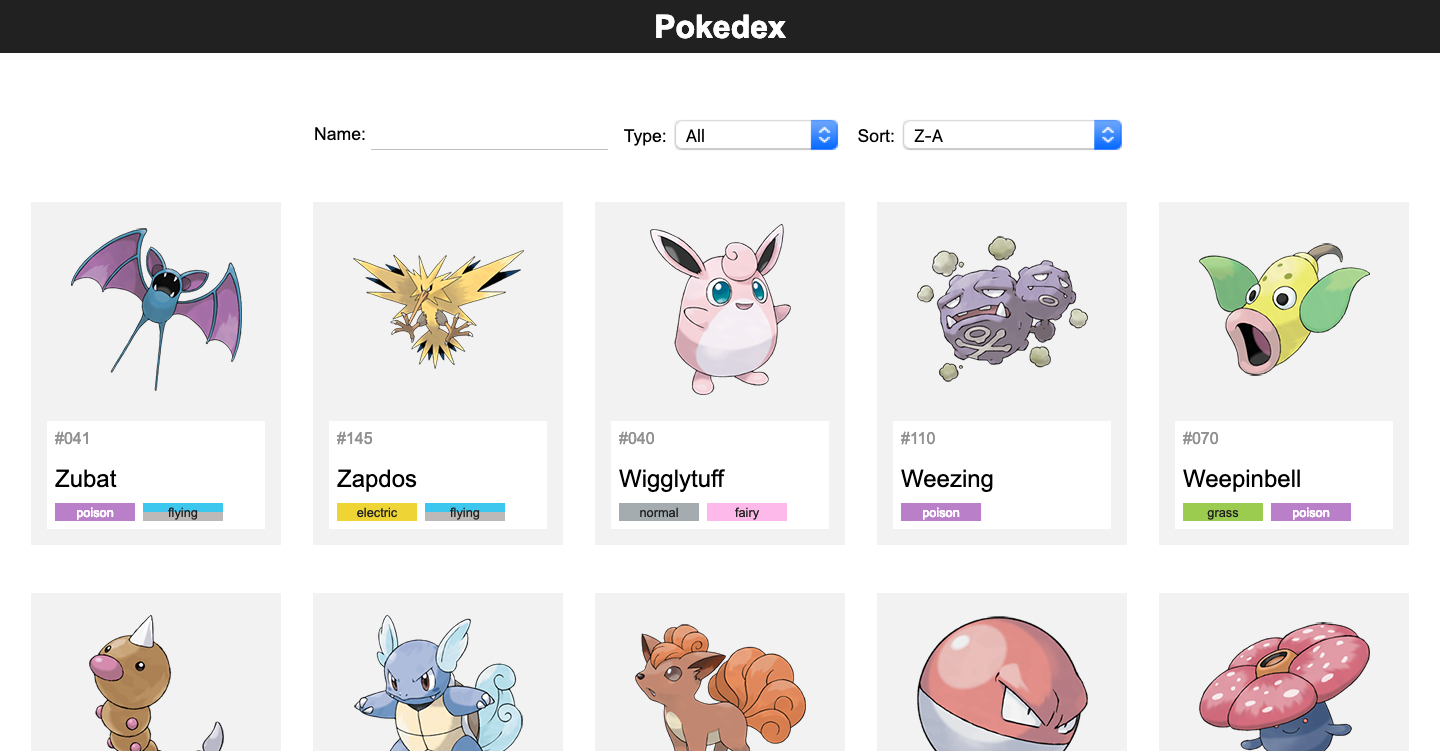 Pokedex
Name: Type: All Sort: Z-A
#041
Zubat
poison flying
#145
Zapdos
electric flying
#040
Wigglytuff
normal fairy
#110
Weezing
poison
#070
Weepinbell
grass poison